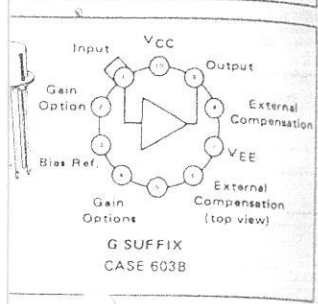 Input
VCC
Output
Gain
Option
External
Compensation
Bias Ref.
VEE
Gain
Options
External
Compensation
(top view)
G SUFFIX
CASE 603B